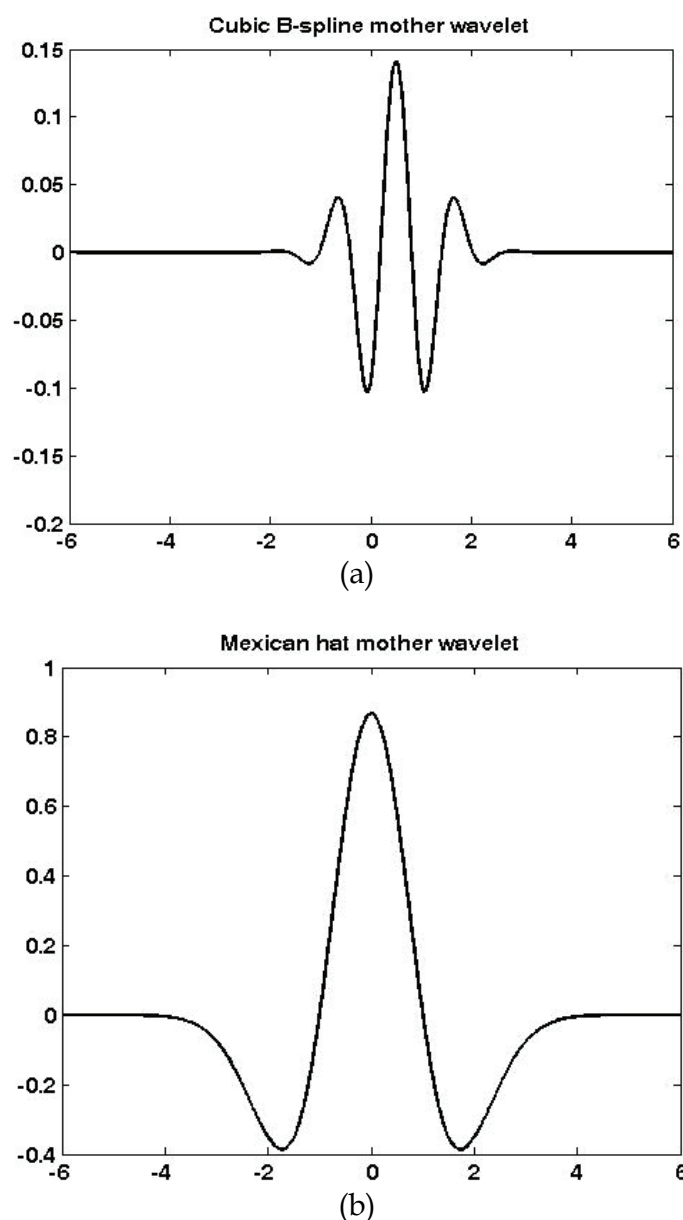 Cubic B-spline mother wavelet
0.15
0.1
0.05
0
-0.05
-0.1
-0.15
-0.2
-6 -4 -2 0 2 4 6
(a)
Mexican hat mother wavelet
1
0.8
0.6
0.4
0.2
0
-0.2
-0.4
-6 -4 -2 0 2 4 6
(b)